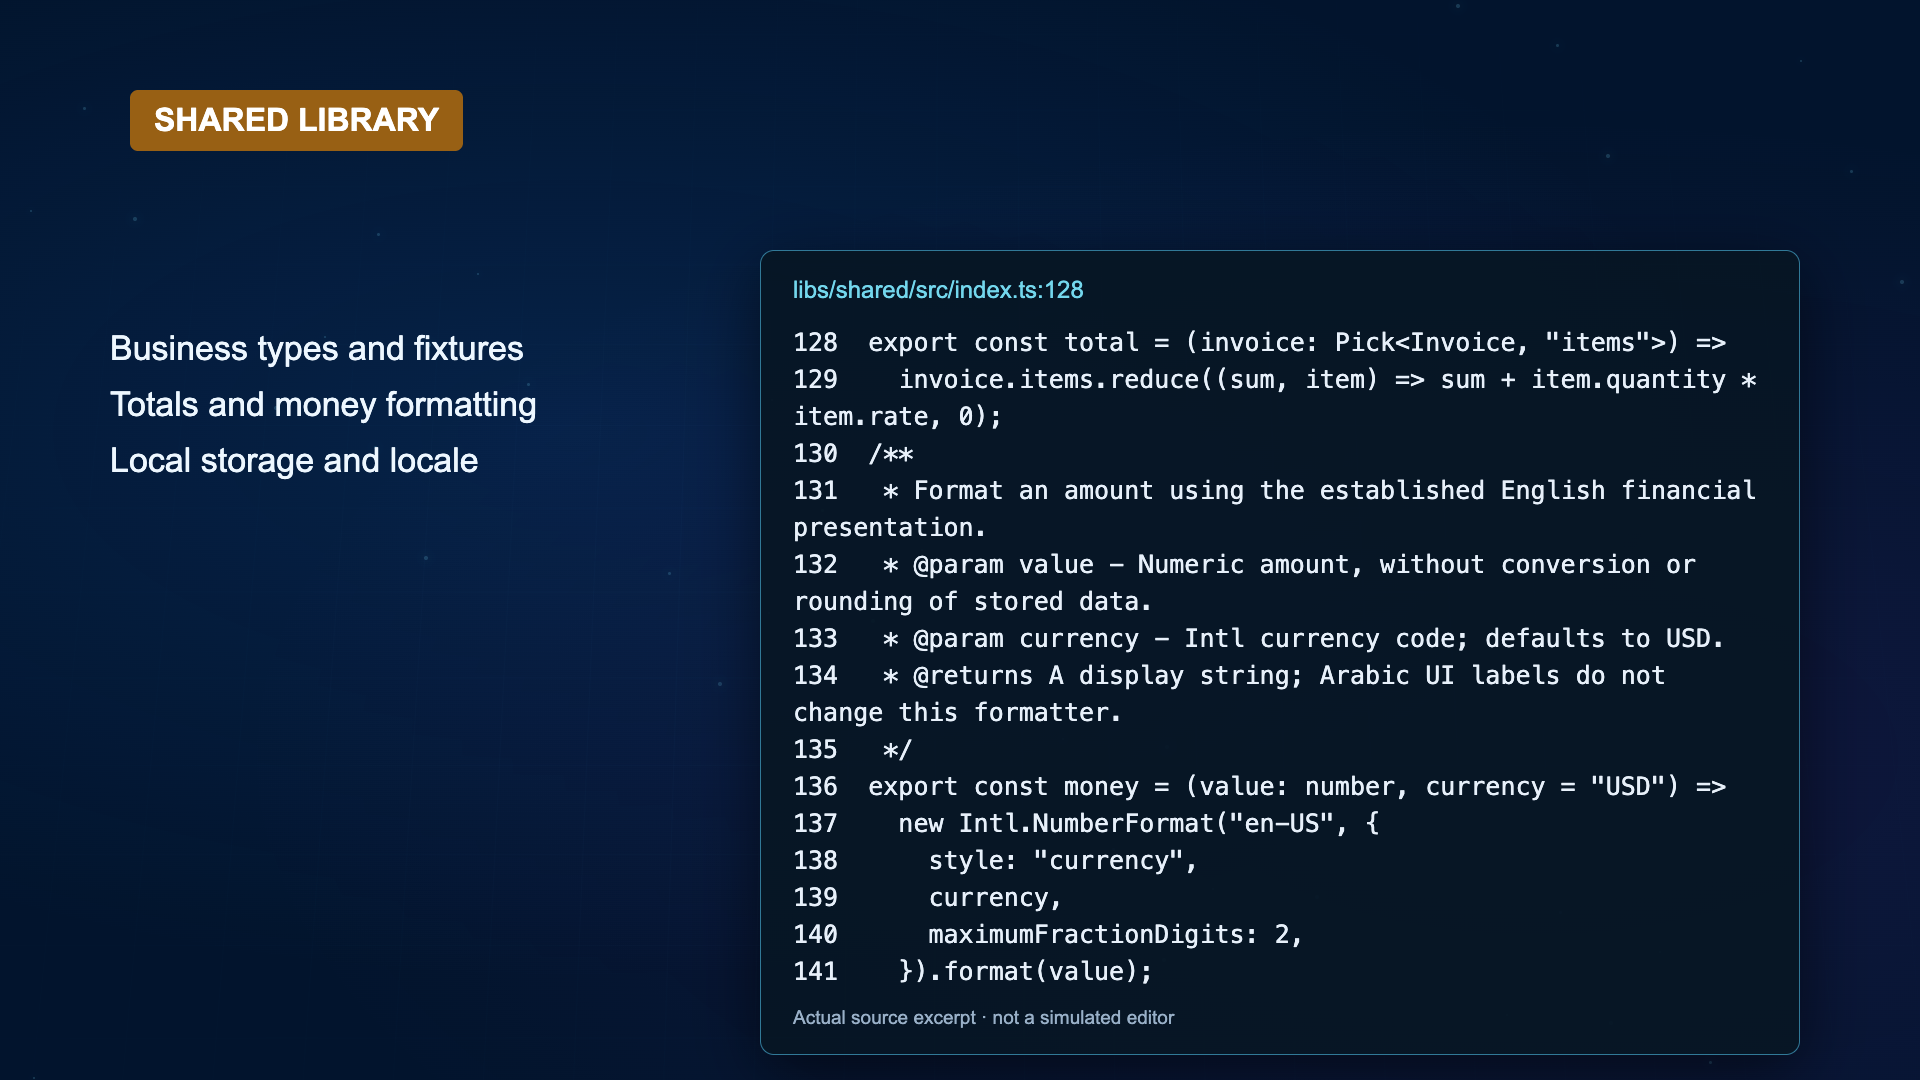 SHARED LIBRARY
Business types and fixtures
Totals and money formatting
Local storage and locale
libs/shared/src/index.ts:128
128  export const total = (invoice: Pick<Invoice, "items">) =>
129    invoice.items.reduce((sum, item) => sum + item.quantity *
item.rate, 0);
130  /**
131   * Format an amount using the established English financial
presentation.
132   * @param value – Numeric amount, without conversion or
rounding of stored data.
133   * @param currency – Intl currency code; defaults to USD.
134   * @returns A display string; Arabic UI labels do not
change this formatter.
135   */
136  export const money = (value: number, currency = "USD") =>
137    new Intl.NumberFormat("en-US", {
138      style: "currency",
139      currency,
140      maximumFractionDigits: 2,
141    }).format(value);
Actual source excerpt · not a simulated editor